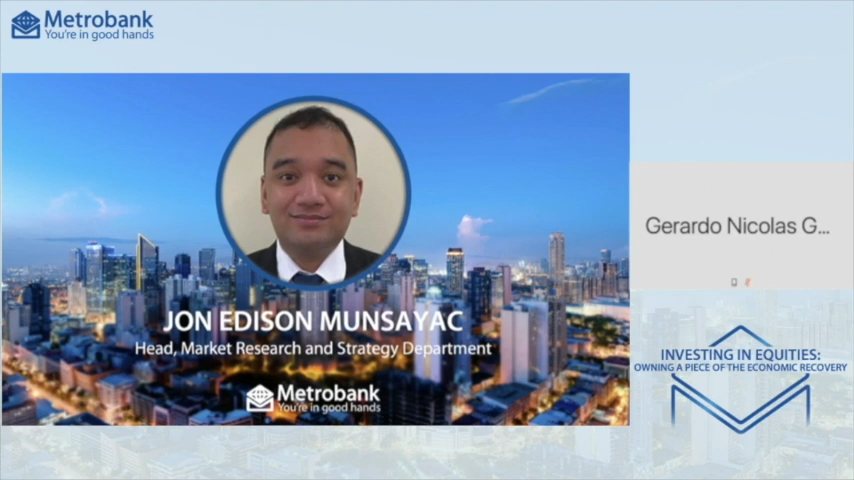 Metrobank
You're in good hands
JON EDISON MUNSAYAC
Head, Market Research and Strategy Department
Metrobank
You're in good hands
Gerardo Nicolas G...
INVESTING IN EQUITIES:
OWNING A PIECE OF THE ECONOMIC RECOVERY